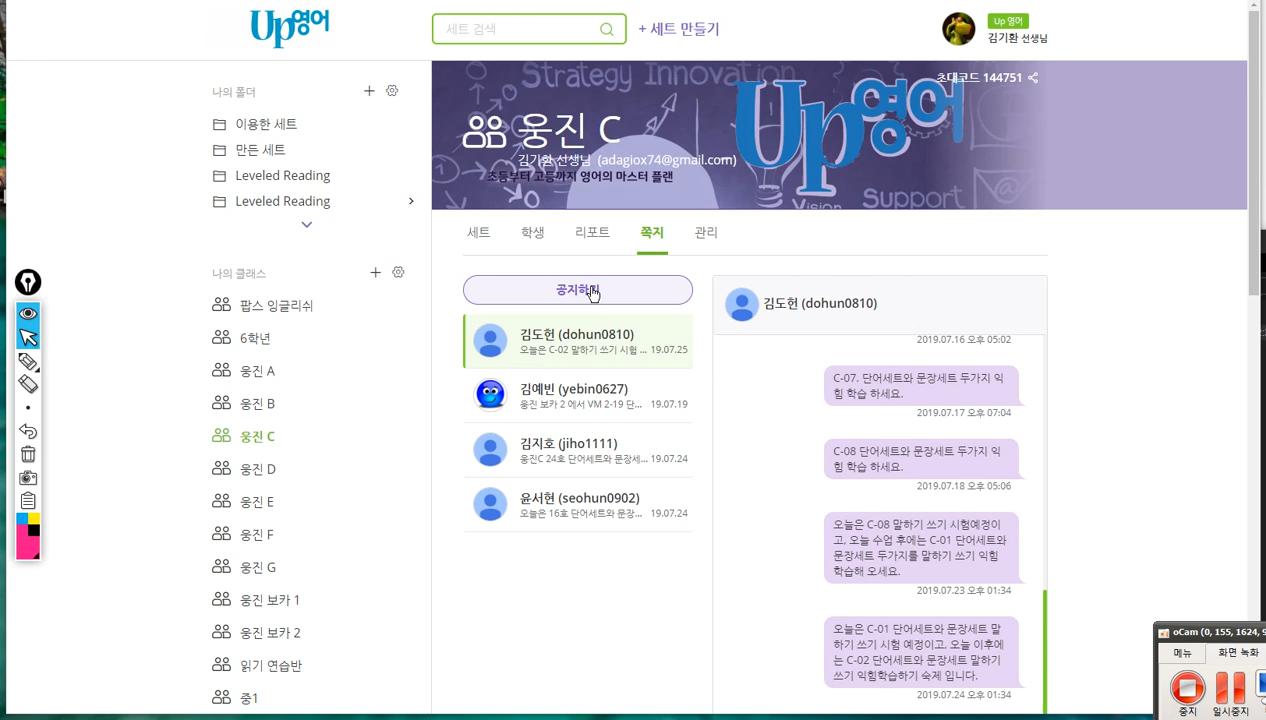 Up영어
세트 검색
+ 세트 만들기
Up 영어
김기환 선생님
나의 폴더
이용한 세트
만든 세트
Leveled Reading
Leveled Reading
나의 클래스
팝스 잉글리쉬
6학년
웅진 A
웅진 B
웅진 C
웅진 D
웅진 E
웅진 F
웅진 G
웅진 보카 1
웅진 보카 2
읽기 연습반
중1
Strategy Innovation
초대코드 144751
웅진 C
Up영어
김기환 선생님 (adagiox74@gmail.com)
초등부터 고등까지 영어의 마스터 플랜
Vision
Support
세트 학생 리포트 쪽지 관리
공지하기
김도헌 (dohun0810)
오늘은 C-02 말하기 쓰기 시험 ... 19.07.25
김예빈 (yebin0627)
웅진 보카 2 에서 VM 2-19 단... 19.07.19
김지호 (jiho1111)
웅진C 24호 단어세트와 문장세... 19.07.24
윤서현 (seohun0902)
오늘은 16호 단어세트와 문장... 19.07.24
김도헌 (dohun0810)
2019.07.16 오후 05:02
C-07, 단어세트와 문장세트 두가지 익
힘 학습 하세요.
2019.07.17 오후 07:04
C-08 단어세트와 문장세트 두가지 익
힘 학습 하세요.
2019.07.18 오후 05:06
오늘은 C-08 말하기 쓰기 시험예정이
고, 오늘 수업 후에는 C-01 단어세트와
문장세트 두가지를 말하기 쓰기 익힘
학습해 오세요.
2019.07.23 오후 01:34
오늘은 C-01 단어세트와 문장세트 말
하기 쓰기 시험 예정이고, 오늘 이후에
는 C-02 단어세트와 문장세트 말하기
쓰기 익힘학습하기 숙제 입니다.
2019.07.24 오후 01:34
oCam (0, 155, 1624, 9
메뉴 화면 녹화
중지 일시중지